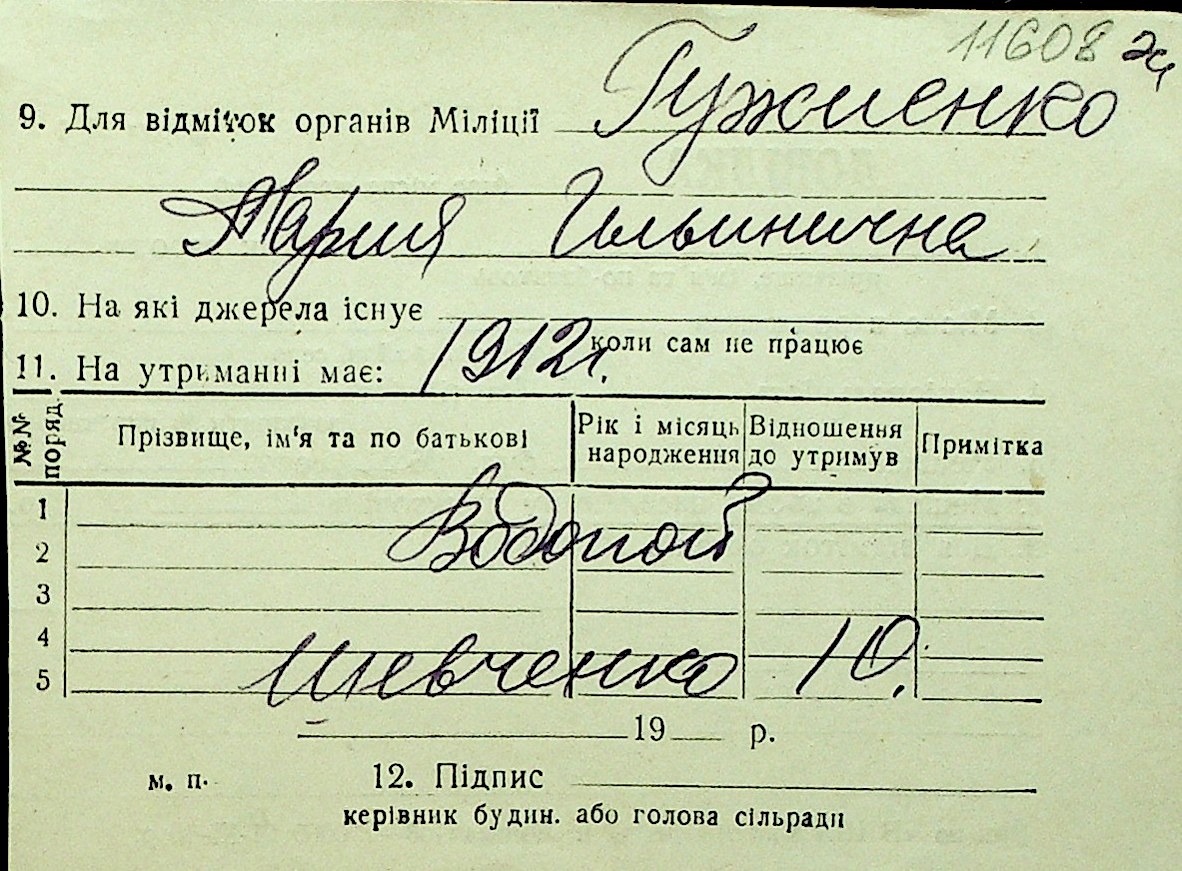 11608 ж
9. Для відміток органів Міліції Гужиенко
Мария Ильинична
10. На які джерела існує
коли сам не працює
11. На утриманні має: 1912г.
№№ поряд. Прізвище, ім'я та по батькові Рік і місяць народження Відношення до утримув Примітка
1
Водопой
2
3
4
Шевченко 10.
5
19 р.
м. п. 12. Підпис
керівник будин. або голова сільради